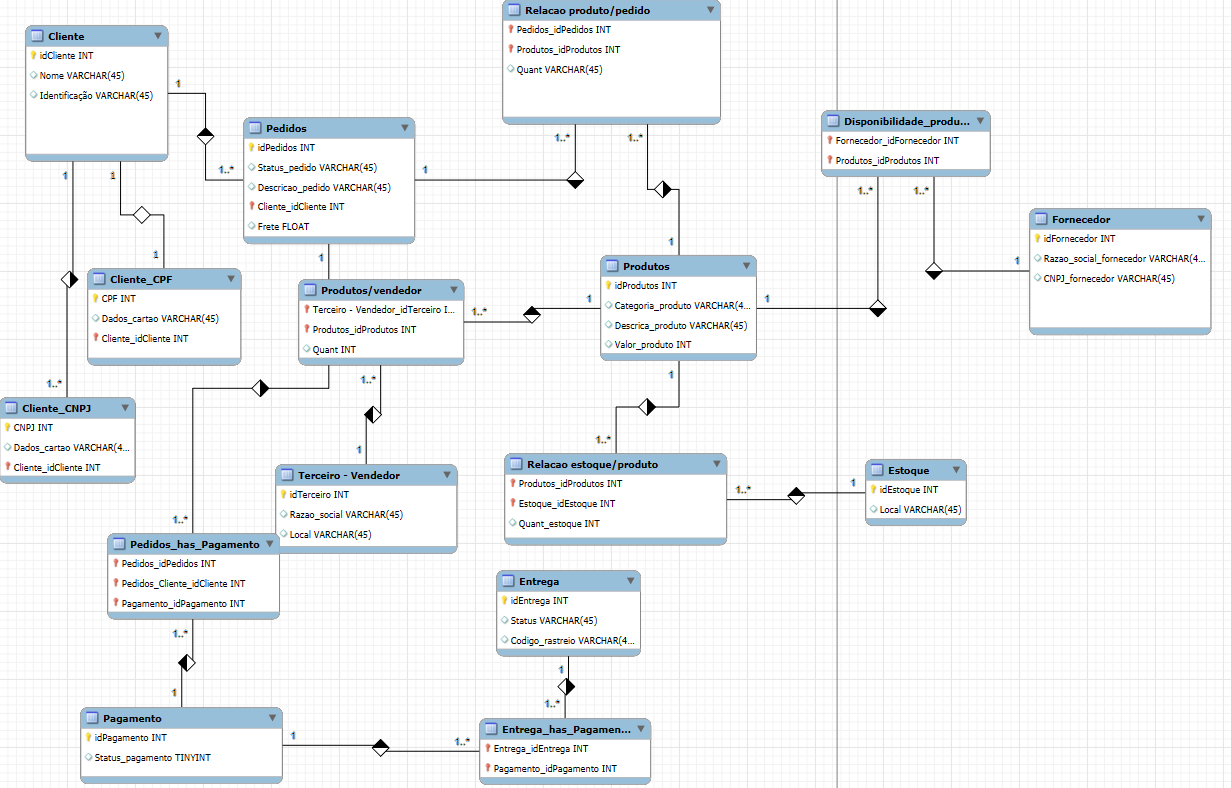 Cliente
idCliente INT
Nome VARCHAR(45)
Identificação VARCHAR(45)
Relacao produto/pedido
Pedidos_idPedidos INT
Produtos_idProdutos INT
Quant VARCHAR(45)
Pedidos
idPedidos INT
Status_pedido VARCHAR(45)
Descricao_pedido VARCHAR(45)
Cliente_idCliente INT
Frete FLOAT
Disponibilidade_produ...
Fornecedor_idFornecedor INT
Produtos_idProdutos INT
Fornecedor
idFornecedor INT
Razao_social_fornecedor VARCHAR(4...
CNPJ_fornecedor VARCHAR(45)
Cliente_CPF
CPF INT
Dados_cartao VARCHAR(45)
Cliente_idCliente INT
Produtos/vendedor
Terceiro - Vendedor_idTerceiro I...
Produtos_idProdutos INT
Quant INT
Produtos
idProdutos INT
Categoria_produto VARCHAR(4...
Descrica_produto VARCHAR(45)
Valor_produto INT
Cliente_CNPJ
CNPJ INT
Dados_cartao VARCHAR(4...
Cliente_idCliente INT
Terceiro - Vendedor
idTerceiro INT
Razao_social VARCHAR(45)
Local VARCHAR(45)
Relacao estoque/produto
Produtos_idProdutos INT
Estoque_idEstoque INT
Quant_estoque INT
Estoque
idEstoque INT
Local VARCHAR(45)
Pedidos_has_Pagamento
Pedidos_idPedidos INT
Pedidos_Cliente_idCliente INT
Pagamento_idPagamento INT
Entrega
idEntrega INT
Status VARCHAR(45)
Codigo_rastreio VARCHAR(4...
Pagamento
idPagamento INT
Status_pagamento TINYINT
Entrega_has_Pagamen...
Entrega_idEntrega INT
Pagamento_idPagamento INT
1
1..*
1
1..*
1..*
1
1
1
1
1..*
1
1..*
1..*
1
1..*
1
1
1..*
1..*
1
1
1..*
1..*
1
1..*
1..*
1
1
1..*
1
1..*